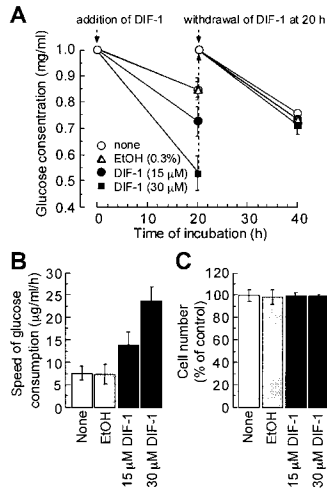 A
addition of DIF-1
withdrawal of DIF-1 at 20 h
Glucose consentration (mg/ml)
1.0
0.9
0.8
0.7
0.6
0.5
0.4
none
EtOH (0.3%)
DIF-1 (15 µM)
DIF-1 (30 µM)
0
20
40
Time of incubation (h)
B
Speed of glucose
consumption (µg/ml/h)
30
25
20
15
10
5
0
None
EtOH
15 µM DIF-1
30 µM DIF-1
C
Cell number
(% of control)
120
100
80
60
40
20
0
None
EtOH
15 µM DIF-1
30 µM DIF-1